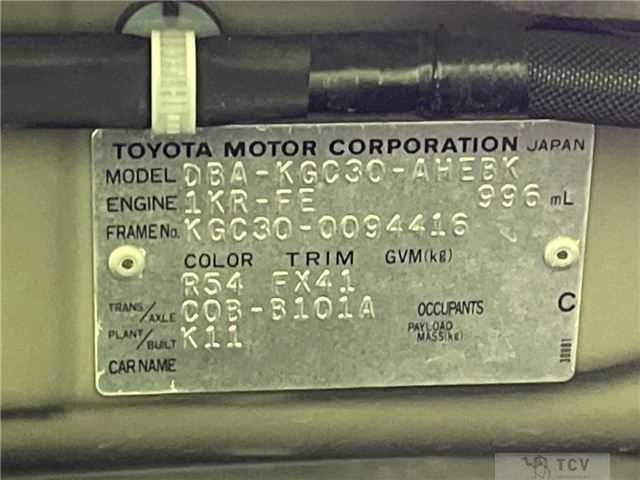 TOYOTA MOTOR CORPORATION JAPAN
MODEL DBA-KGC30-AHEBK
ENGINE 1KR-FE 996 mL
FRAME No. KGC30-0094416
COLOR TRIM GVM(kg)
R54 FX41
TRANS/AXLE C0B-B101A OCCUPANTS C
PLANT/BUILT K11 PAYLOAD MASS(kg)
CAR NAME
30881
TCV